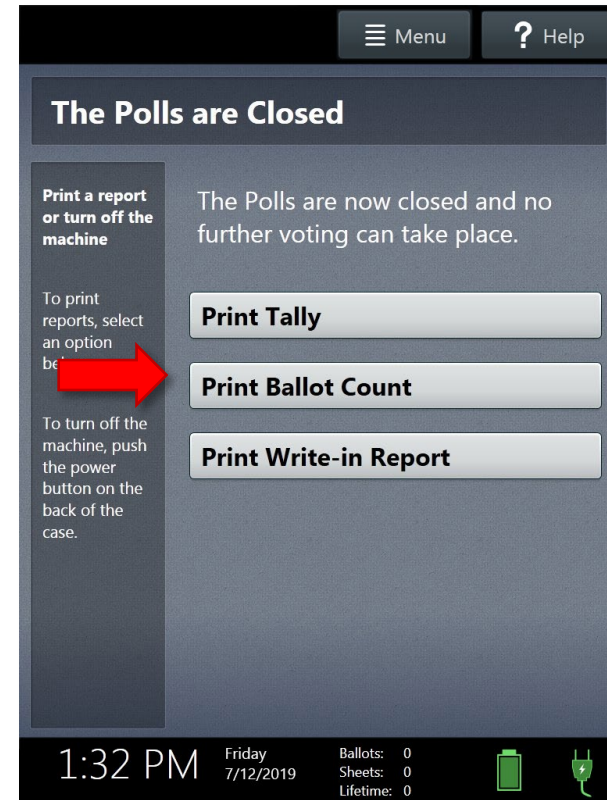 Menu
? Help
The Polls are Closed
Print a report
or turn off the
machine
To print
reports, select
an option
The Polls are now closed and no
further voting can take place.
Print Tally
Print Ballot Count
Print Write-in Report
To turn off the
machine, push
the power
button on the
back of the
case.
1:32 PM
Friday
7/12/2019
Ballots: 0
Sheets: 0
Lifetime: 0